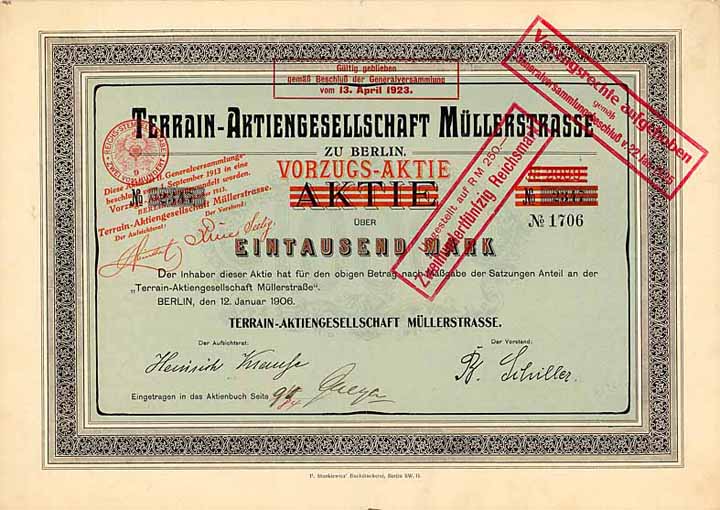 Gültig geblieben
gemäß Beschluß der Generalversammlung
vom 13. April 1923.
Vorzugsrechte aufgehoben
gemäß
Generalversammlungsbeschluß v. 22
TERRAIN-AKTIENGESELLSCHAFT MÜLLERSTRASSE
ZU BERLIN.
VORZUGS-AKTIE
AKTIE
Diese Aktie
Generalversammlungs-
September 1913 in eine
Vorzugs
umgewandelt worden.
1913.
Terrain-Aktiengesellschaft Müllerstrasse.
Der Aufsichtsrat: Der Vorstand:
Umgestellt auf RM 250.—
Zweihundertfünfzig Reichsmark
№
№ 1706
ÜBER
EINTAUSEND MARK
Der Inhaber dieser Aktie hat für den obigen Betrag nach Maßgabe der Satzungen Anteil an der
„Terrain-Aktiengesellschaft Müllerstraße".
BERLIN, den 12. Januar 1906.
TERRAIN-AKTIENGESELLSCHAFT MÜLLERSTRASSE.
Der Aufsichtsrat: Der Vorstand:
Heinrich Krause
Schiller.
Eingetragen in das Aktienbuch Seite
P. Stankiewicz' Buchdruckerei, Berlin SW. 11.